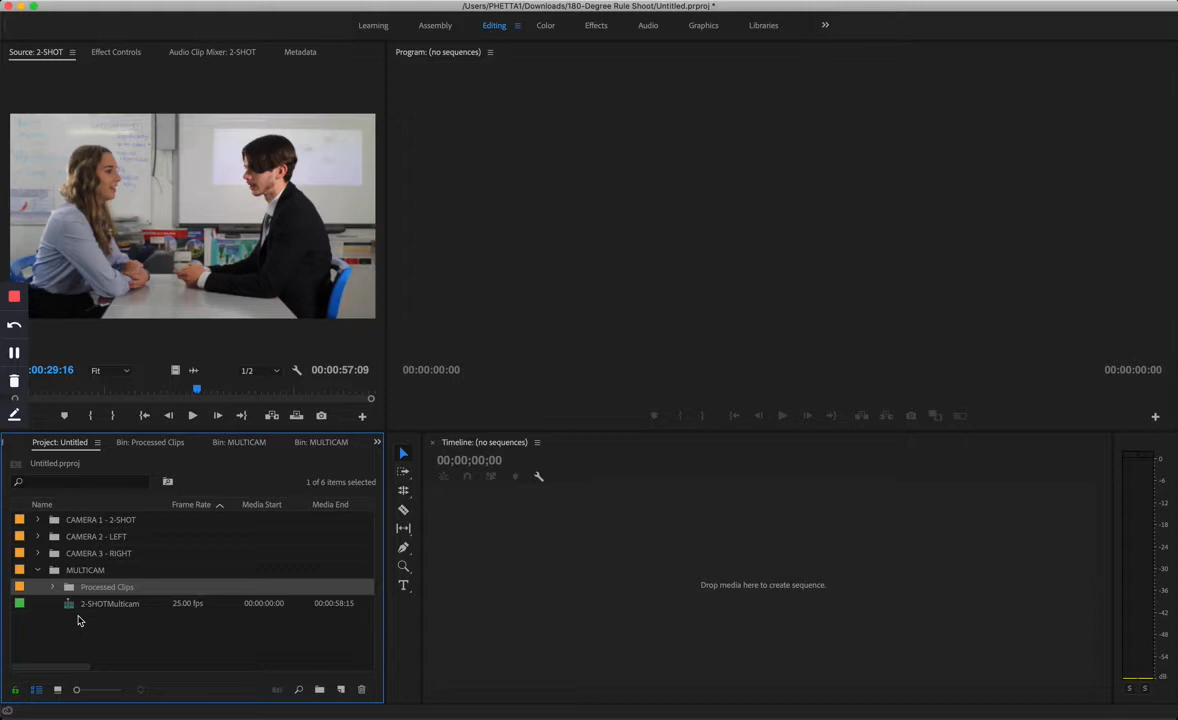 /Users/PHETTA1/Downloads/180-Degree Rule Shoot/Untitled.prproj *
Learning Assembly Editing Color Effects Audio Graphics Libraries
Source: 2-SHOT Effect Controls Audio Clip Mixer: 2-SHOT Metadata
Program: (no sequences)
:00:29:16 Fit 1/2 00:00:57:09
00:00:00:00 00:00:00:00
Project: Untitled Bin: Processed Clips Bin: MULTICAM Bin: MULTICAM
Untitled.prproj
1 of 6 items selected
Name Frame Rate Media Start Media End
CAMERA 1 - 2-SHOT
CAMERA 2 - LEFT
CAMERA 3 - RIGHT
MULTICAM
Processed Clips
2-SHOTMulticam 25.00 fps 00:00:00:00 00:00:58:15
Timeline: (no sequences)
00;00;00;00
Drop media here to create sequence.
0
-6
-12
-18
-24
-30
-36
-42
-48
-54
dB
S S